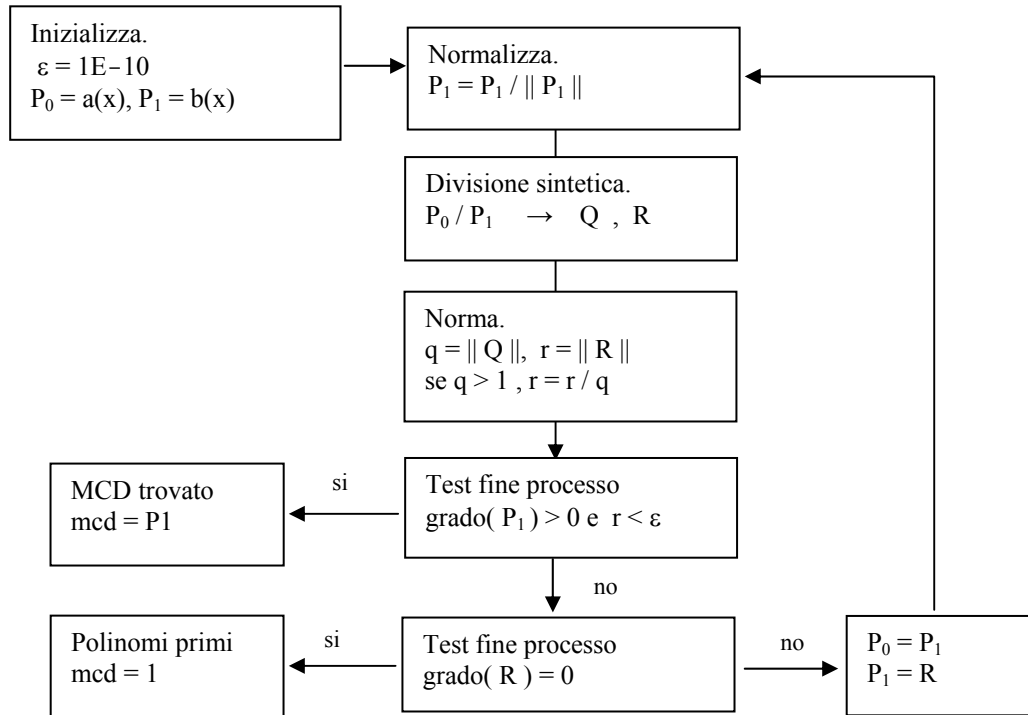 Inizializza.
ε = 1E−10
P₀ = a(x), P₁ = b(x)
Normalizza.
P₁ = P₁ / || P₁ ||
Divisione sintetica.
P₀ / P₁ → Q , R
Norma.
q = || Q ||, r = || R ||
se q > 1 , r = r / q
Test fine processo
grado( P₁ ) > 0 e r < ε
si
MCD trovato
mcd = P1
no
Test fine processo
grado( R ) = 0
si
Polinomi primi
mcd = 1
no
P₀ = P₁
P₁ = R